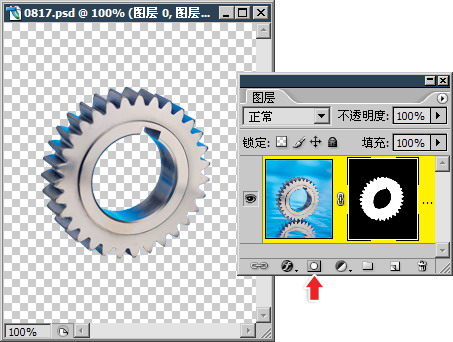 0817.psd @ 100% (图层 0, 图层...
100%
图层
正常
不透明度: 100%
锁定:
填充: 100%
...